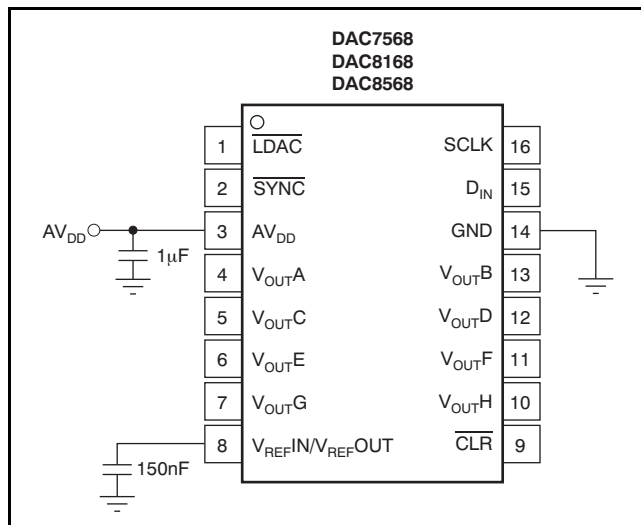 DAC7568
DAC8168
DAC8568
1 LDAC SCLK 16
2 SYNC DIN 15
AVDD 3 AVDD GND 14
1μF
4 VOUTA VOUTB 13
5 VOUTC VOUTD 12
6 VOUTE VOUTF 11
7 VOUTG VOUTH 10
8 VREFIN/VREFOUT CLR 9
150nF